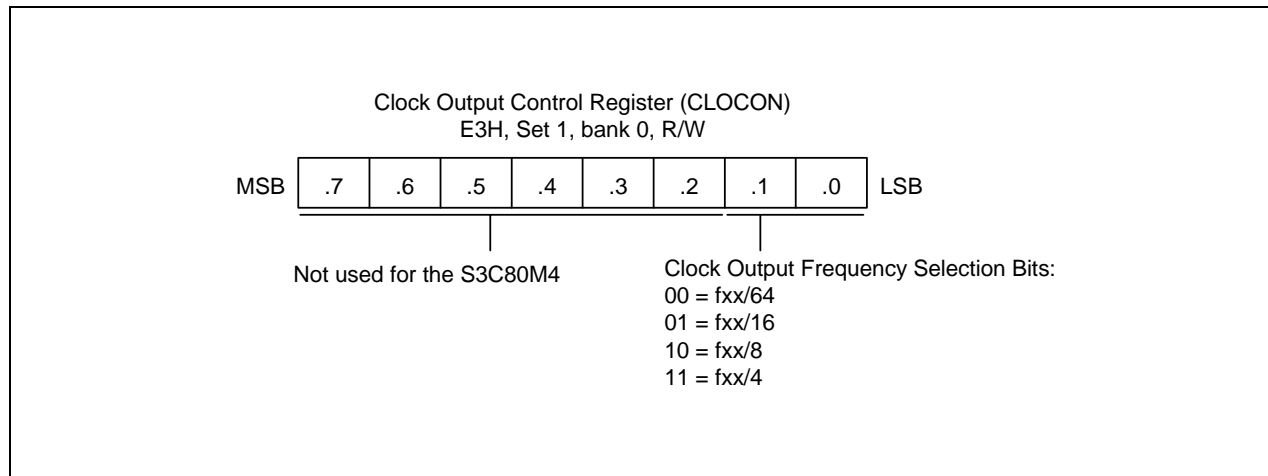 Clock Output Control Register (CLOCON)
E3H, Set 1, bank 0, R/W
MSB .7 .6 .5 .4 .3 .2 .1 .0 LSB
Not used for the S3C80M4
Clock Output Frequency Selection Bits:
00 = fxx/64
01 = fxx/16
10 = fxx/8
11 = fxx/4